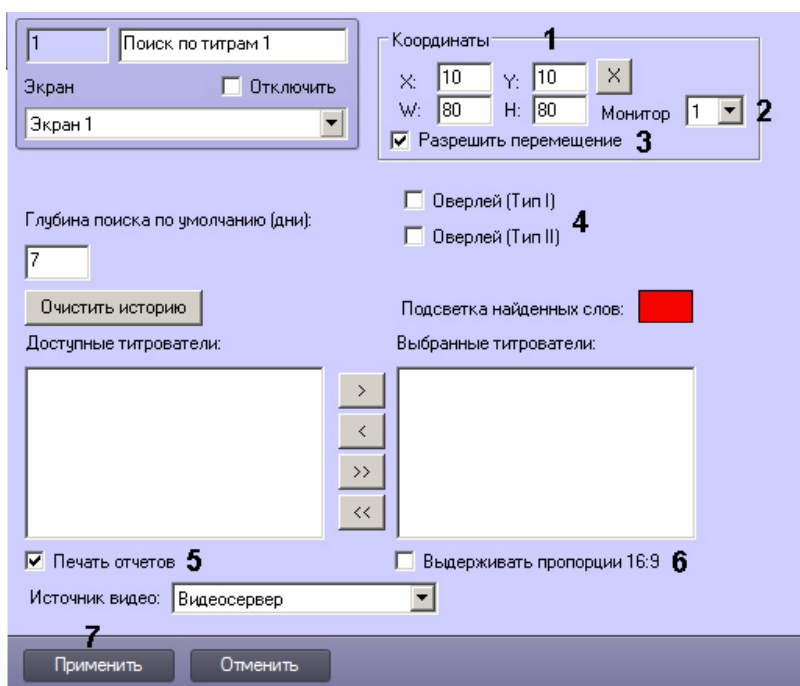 1 Поиск по титрам 1
Экран Отключить
Экран 1
Координаты 1
X: 10 Y: 10 X
W: 80 H: 80 Монитор 1 2
Разрешить перемещение 3
Оверлей (Тип I)
Оверлей (Тип II) 4
Глубина поиска по умолчанию (дни):
7
Очистить историю
Подсветка найденных слов:
Доступные титрователи:
Выбранные титрователи:
>
<
>>
<<
Печать отчетов 5
Выдерживать пропорции 16:9 6
Источник видео: Видеосервер
7
Применить Отменить